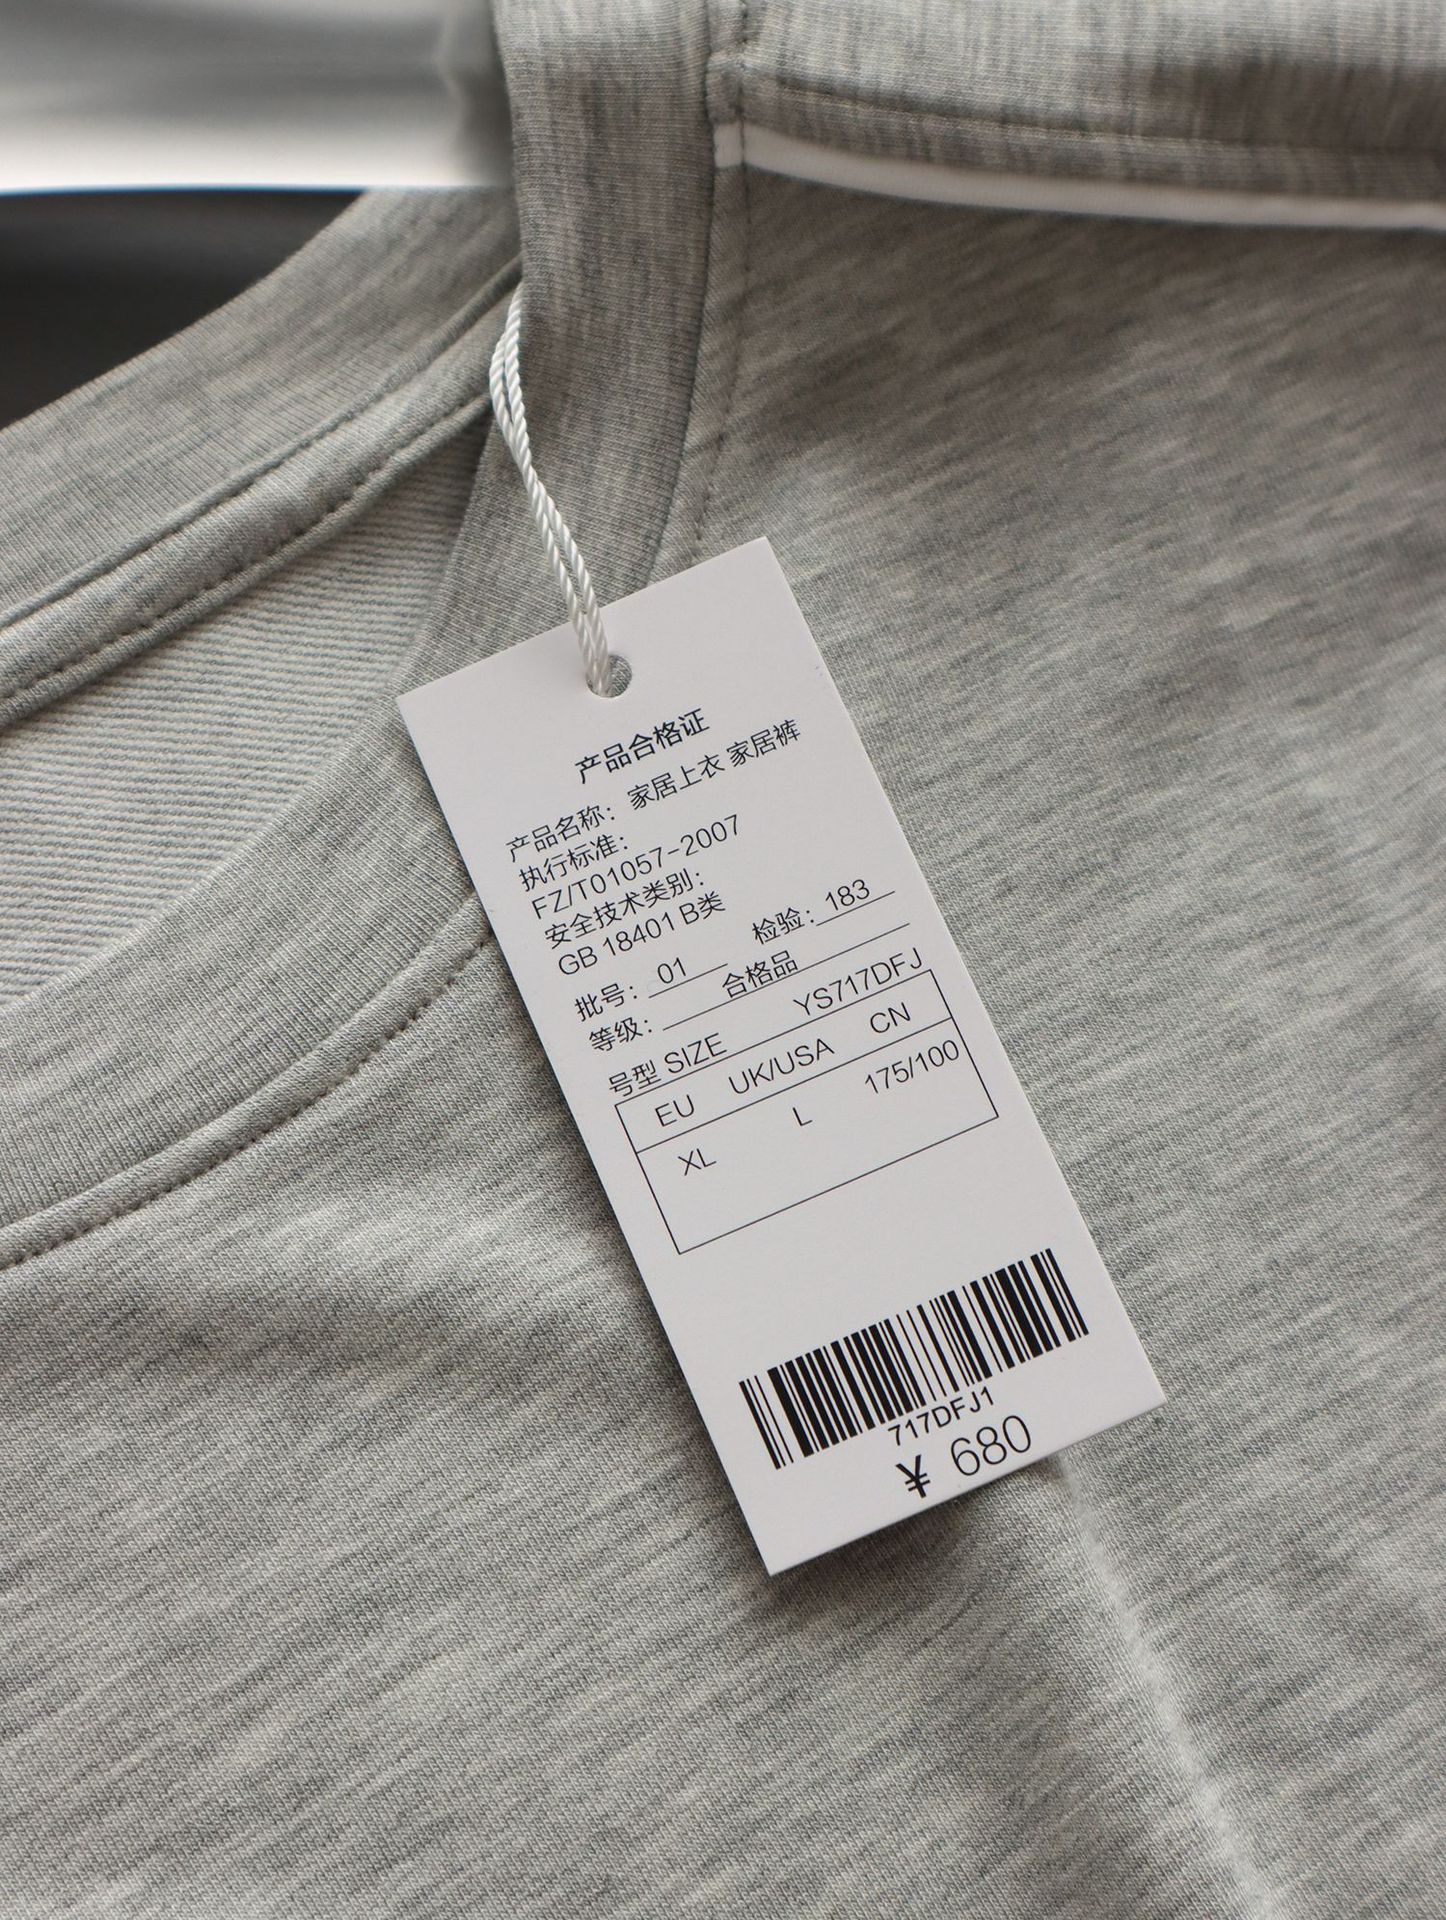 产品合格证
产品名称: 家居上衣 家居裤
执行标准:
FZ/T01057-2007
安全技术类别:
GB 18401 B类
批号: 01 检验: 183
等级: 合格品
号型 SIZE YS717DFJ
EU UK/USA CN
XL L 175/100
717DFJ1
¥ 680